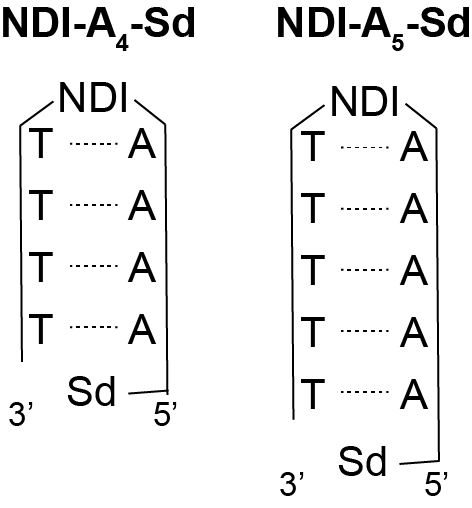 NDI-A4-Sd NDI-A5-Sd
NDI NDI
T A T A
T A T A
T A T A
T A T A
Sd T A
3' 5'
Sd
3' 5'